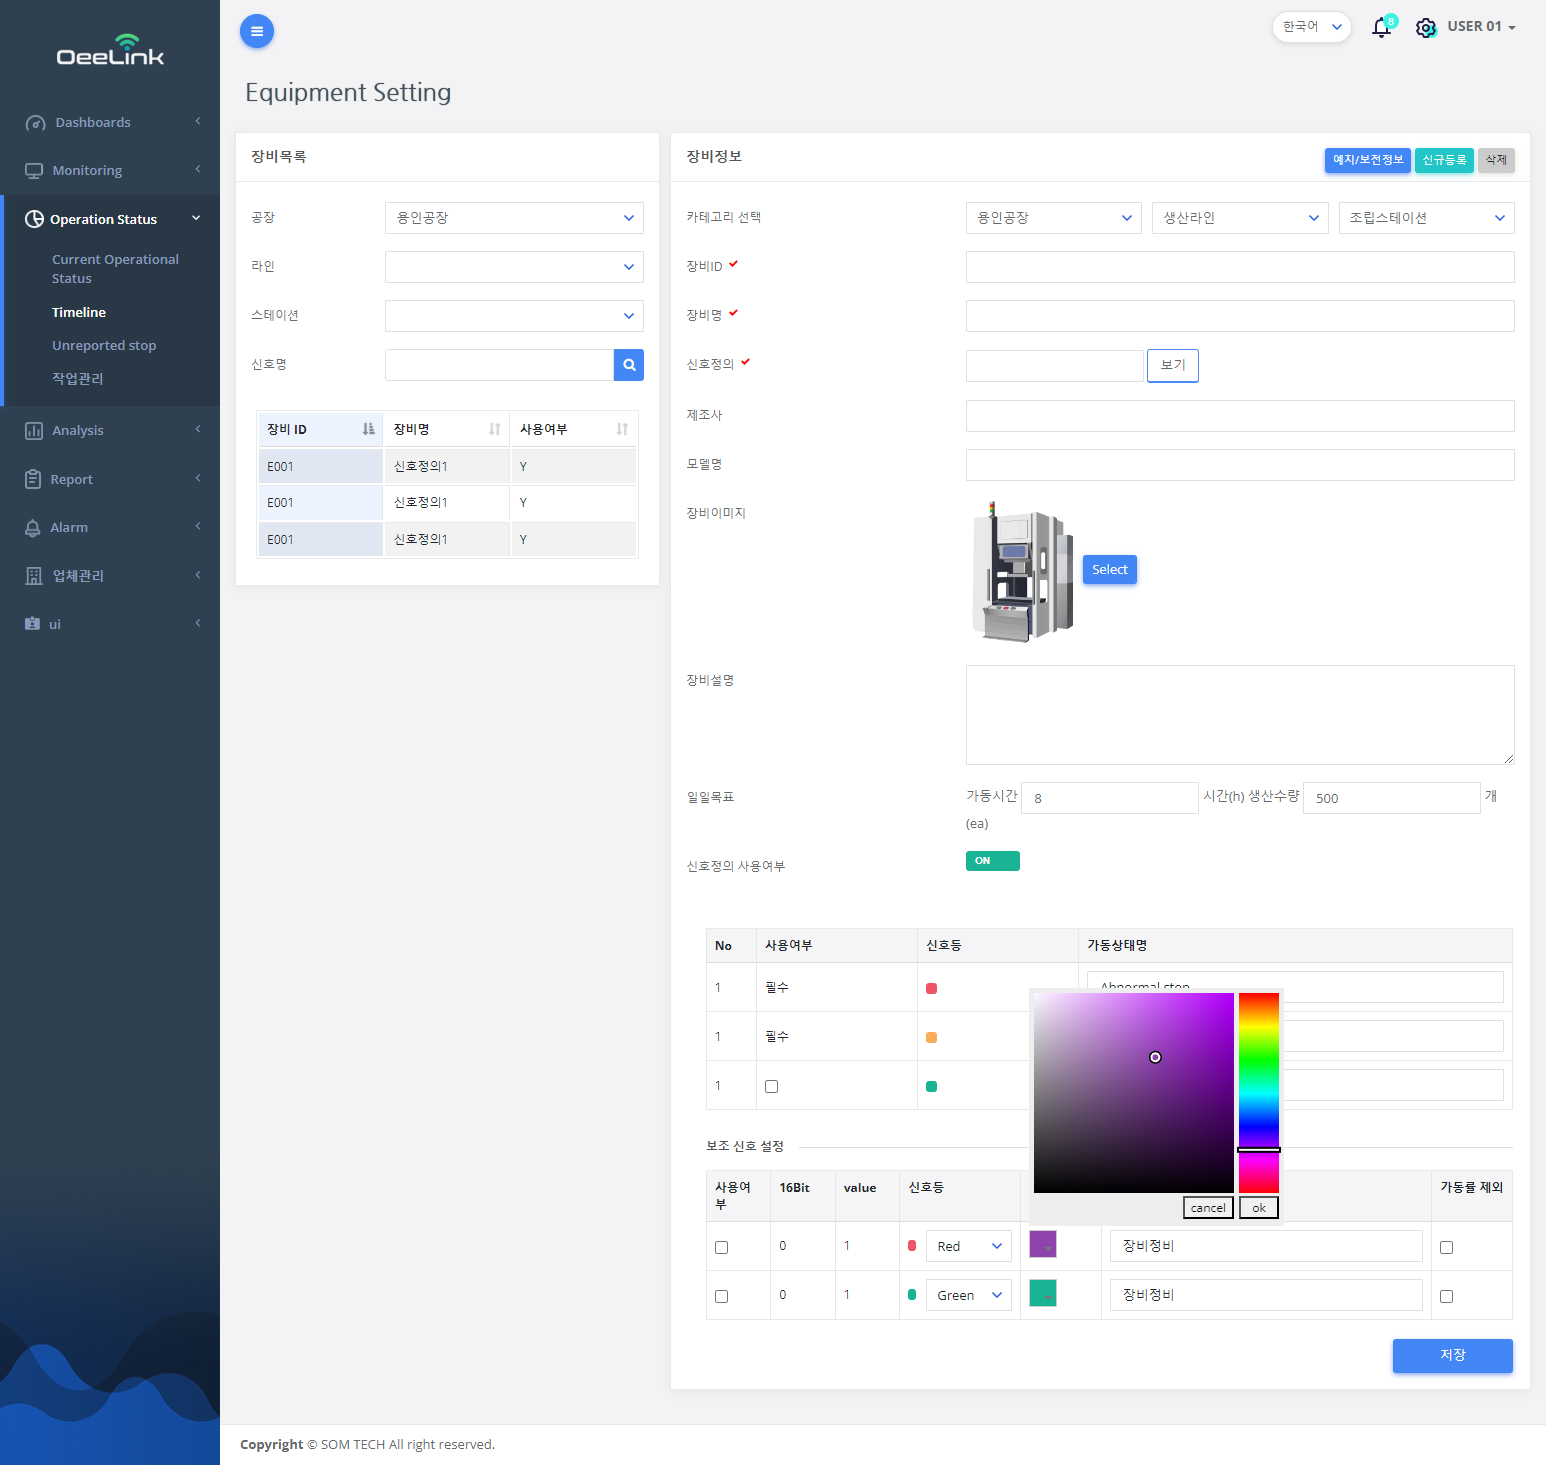 OeeLink
한국어
8
USER 01
Dashboards
Monitoring
Operation Status
Current Operational
Status
Timeline
Unreported stop
작업관리
Analysis
Report
Alarm
업체관리
ui
Equipment Setting
장비목록
공장
용인공장
라인
스테이션
신호명
장비 ID
장비명
사용여부
E001
신호정의1
Y
E001
신호정의1
Y
E001
신호정의1
Y
장비정보
예지/보전정보
신규등록
삭제
카테고리 선택
용인공장
생산라인
조립스테이션
장비ID
장비명
신호정의
보기
제조사
모델명
장비이미지
Select
장비설명
일일목표
가동시간
8
시간(h) 생산수량
500
개
(ea)
신호정의 사용여부
ON
No
사용여부
신호등
가동상태명
1
필수
Abnormal stop
1
필수
1
cancel
ok
보조 신호 설정
사용여
부
16Bit
value
신호등
가동률 제외
0
1
Red
장비정비
0
1
Green
장비정비
저장
Copyright © SOM TECH All right reserved.